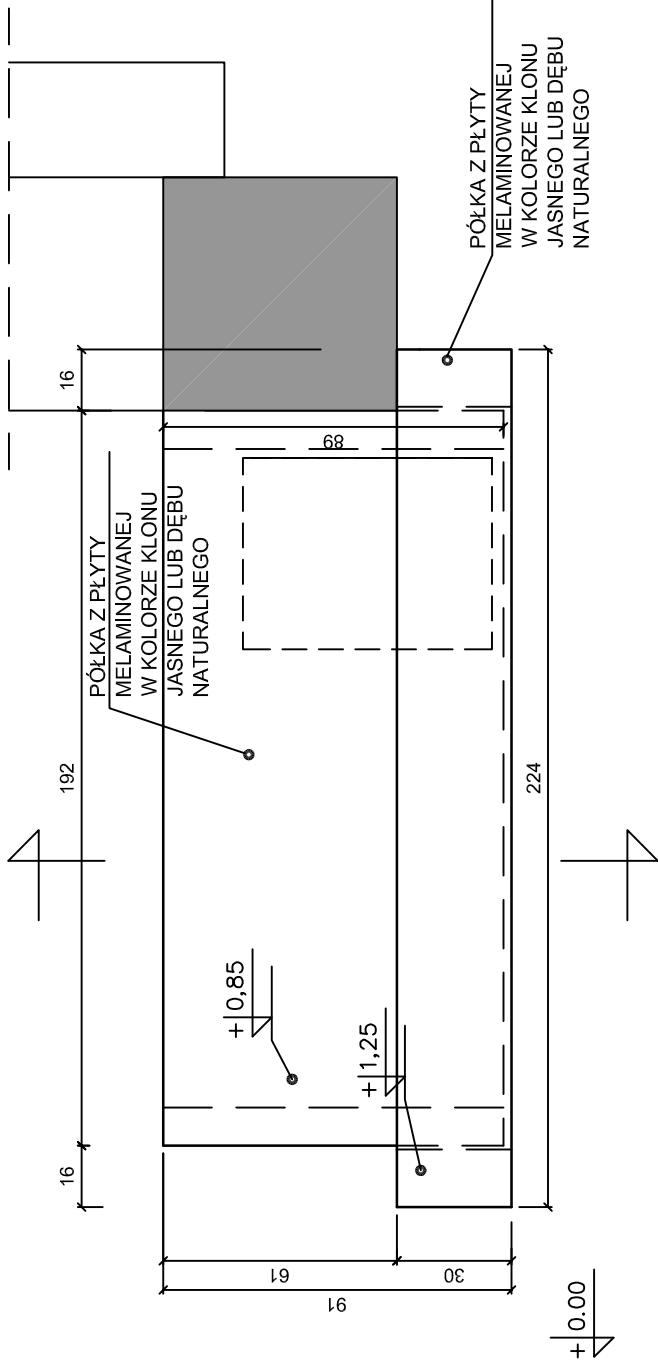 PÓŁKA Z PŁYTY
MELAMINOWANEJ
W KOLORZE KLONU
JASNEGO LUB DĘBU
NATURALNEGO
PÓŁKA Z PŁYTY
MELAMINOWANEJ
W KOLORZE KLONU
JASNEGO LUB DĘBU
NATURALNEGO
16
192
16
89
+ 0,85
+ 1,25
224
61
30
91
+ 0.00